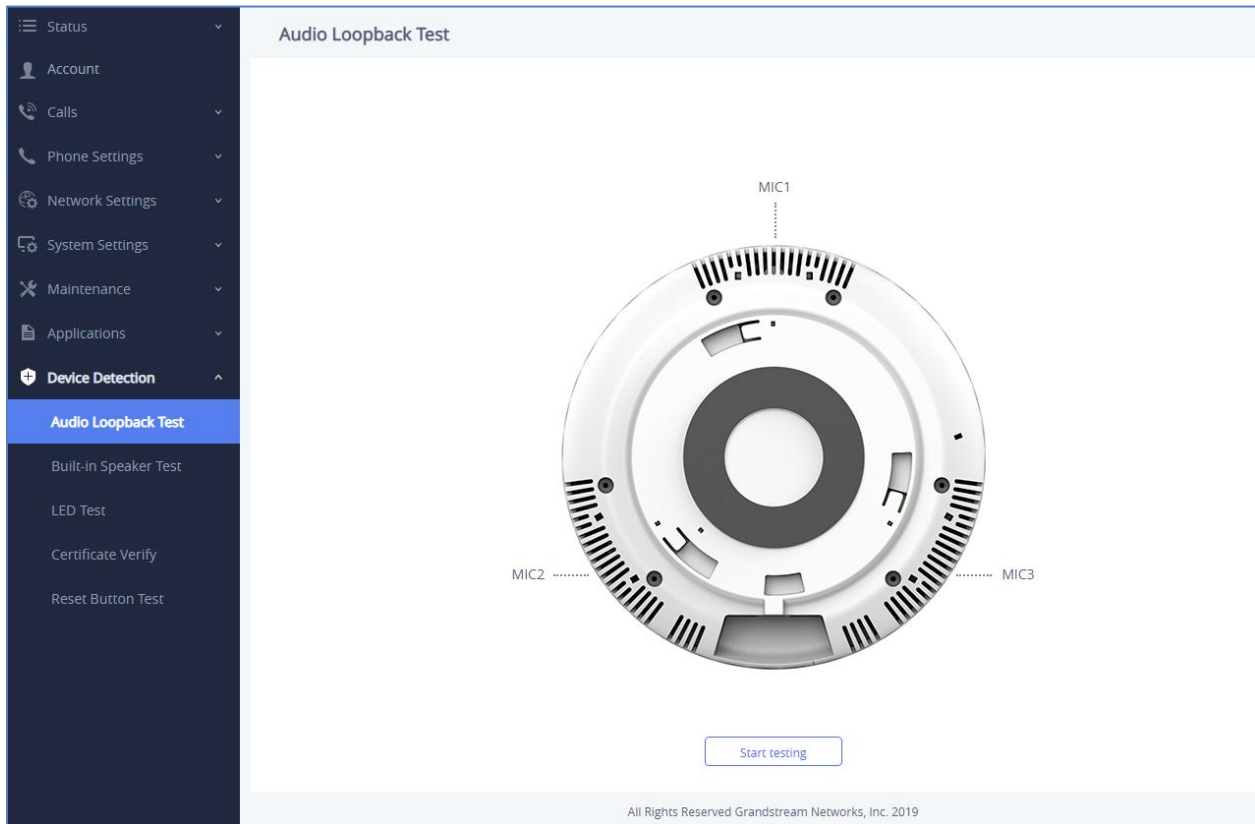 Status
Account
Calls
Phone Settings
Network Settings
System Settings
Maintenance
Applications
Device Detection
Audio Loopback Test
Built-in Speaker Test
LED Test
Certificate Verify
Reset Button Test
Audio Loopback Test
MIC1
MIC2
MIC3
Start testing
All Rights Reserved Grandstream Networks, Inc. 2019